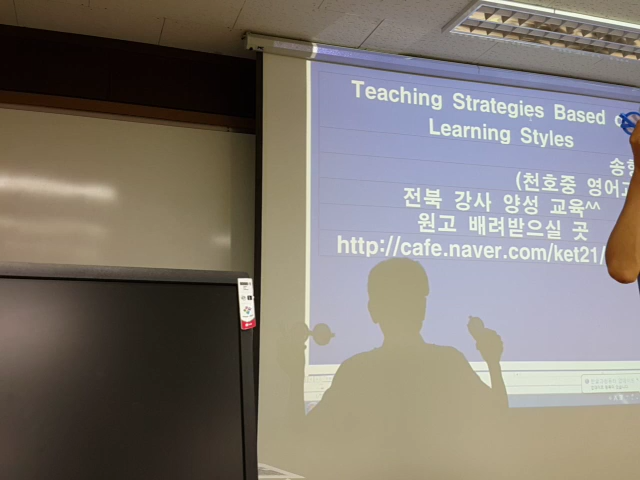 Teaching Strategies Based
Learning Styles
(천호중 영어
전북 강사 양성 교육^^
원고 배려받으실 곳
http://cafe.naver.com/ket21/